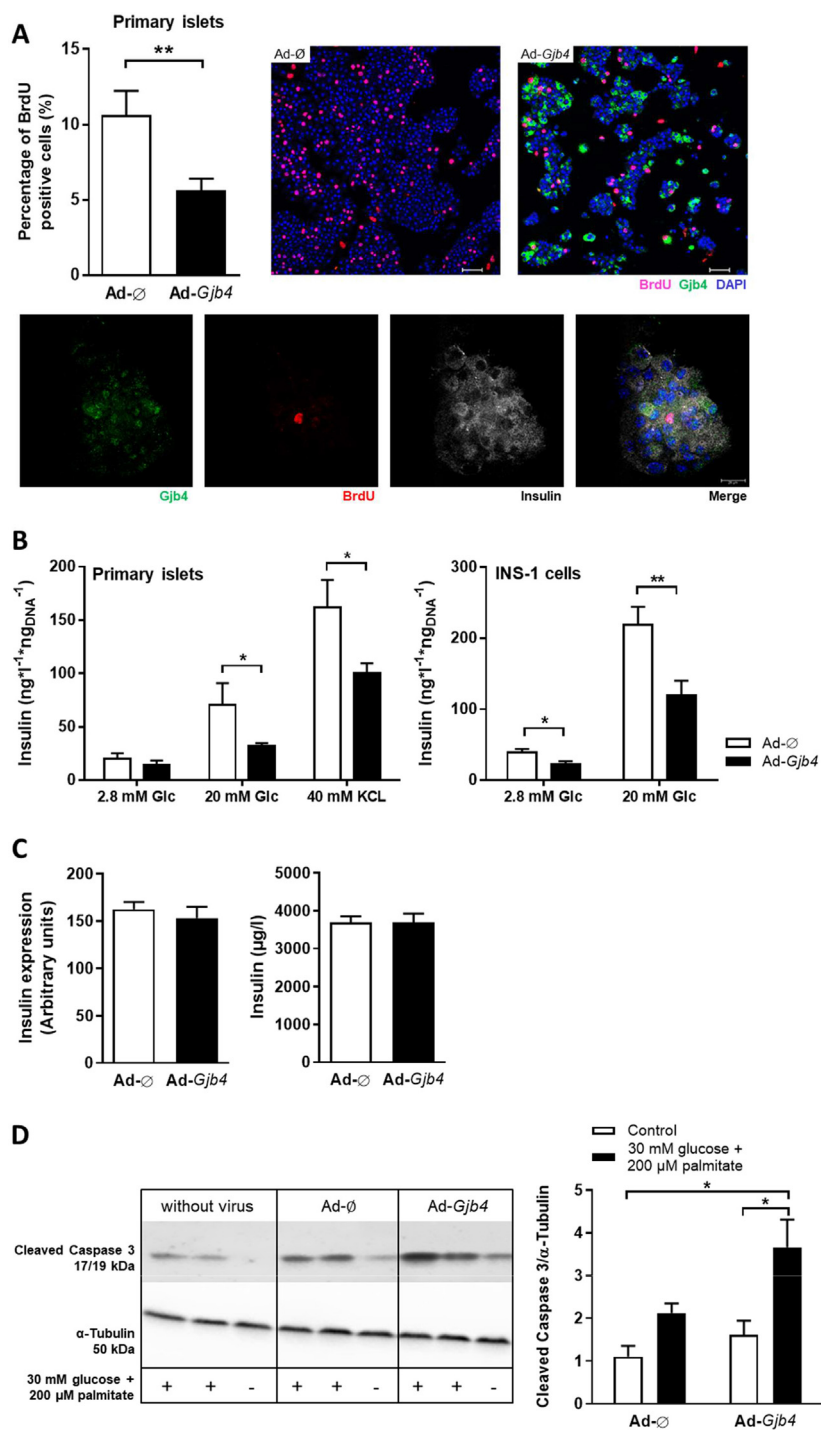 A
Primary islets
**
Percentage of BrdU
positive cells (%)
15
10
5
0
Ad-Ø
Ad-Gjb4
Ad-Ø
Ad-Gjb4
BrdU Gjb4 DAPI
Gjb4
BrdU
Insulin
Merge
B
Primary islets
Insulin (ng*l⁻¹*ng_DNA⁻¹)
200
150
100
50
0
*
*
2.8 mM Glc
20 mM Glc
40 mM KCL
INS-1 cells
Insulin (ng*l⁻¹*ng_DNA⁻¹)
300
200
100
0
*
**
2.8 mM Glc
20 mM Glc
Ad-Ø
Ad-Gjb4
C
Insulin expression
(Arbitrary units)
200
150
100
50
0
Ad-Ø
Ad-Gjb4
Insulin (µg/l)
5000
4000
3000
2000
1000
0
Ad-Ø
Ad-Gjb4
D
without virus
Ad-Ø
Ad-Gjb4
Cleaved Caspase 3
17/19 kDa
α-Tubulin
50 kDa
30 mM glucose +
200 µM palmitate
+ + - + + - + + -
Control
30 mM glucose +
200 µM palmitate
Cleaved Caspase 3/α-Tubulin
5
4
3
2
1
0
*
*
Ad-Ø
Ad-Gjb4